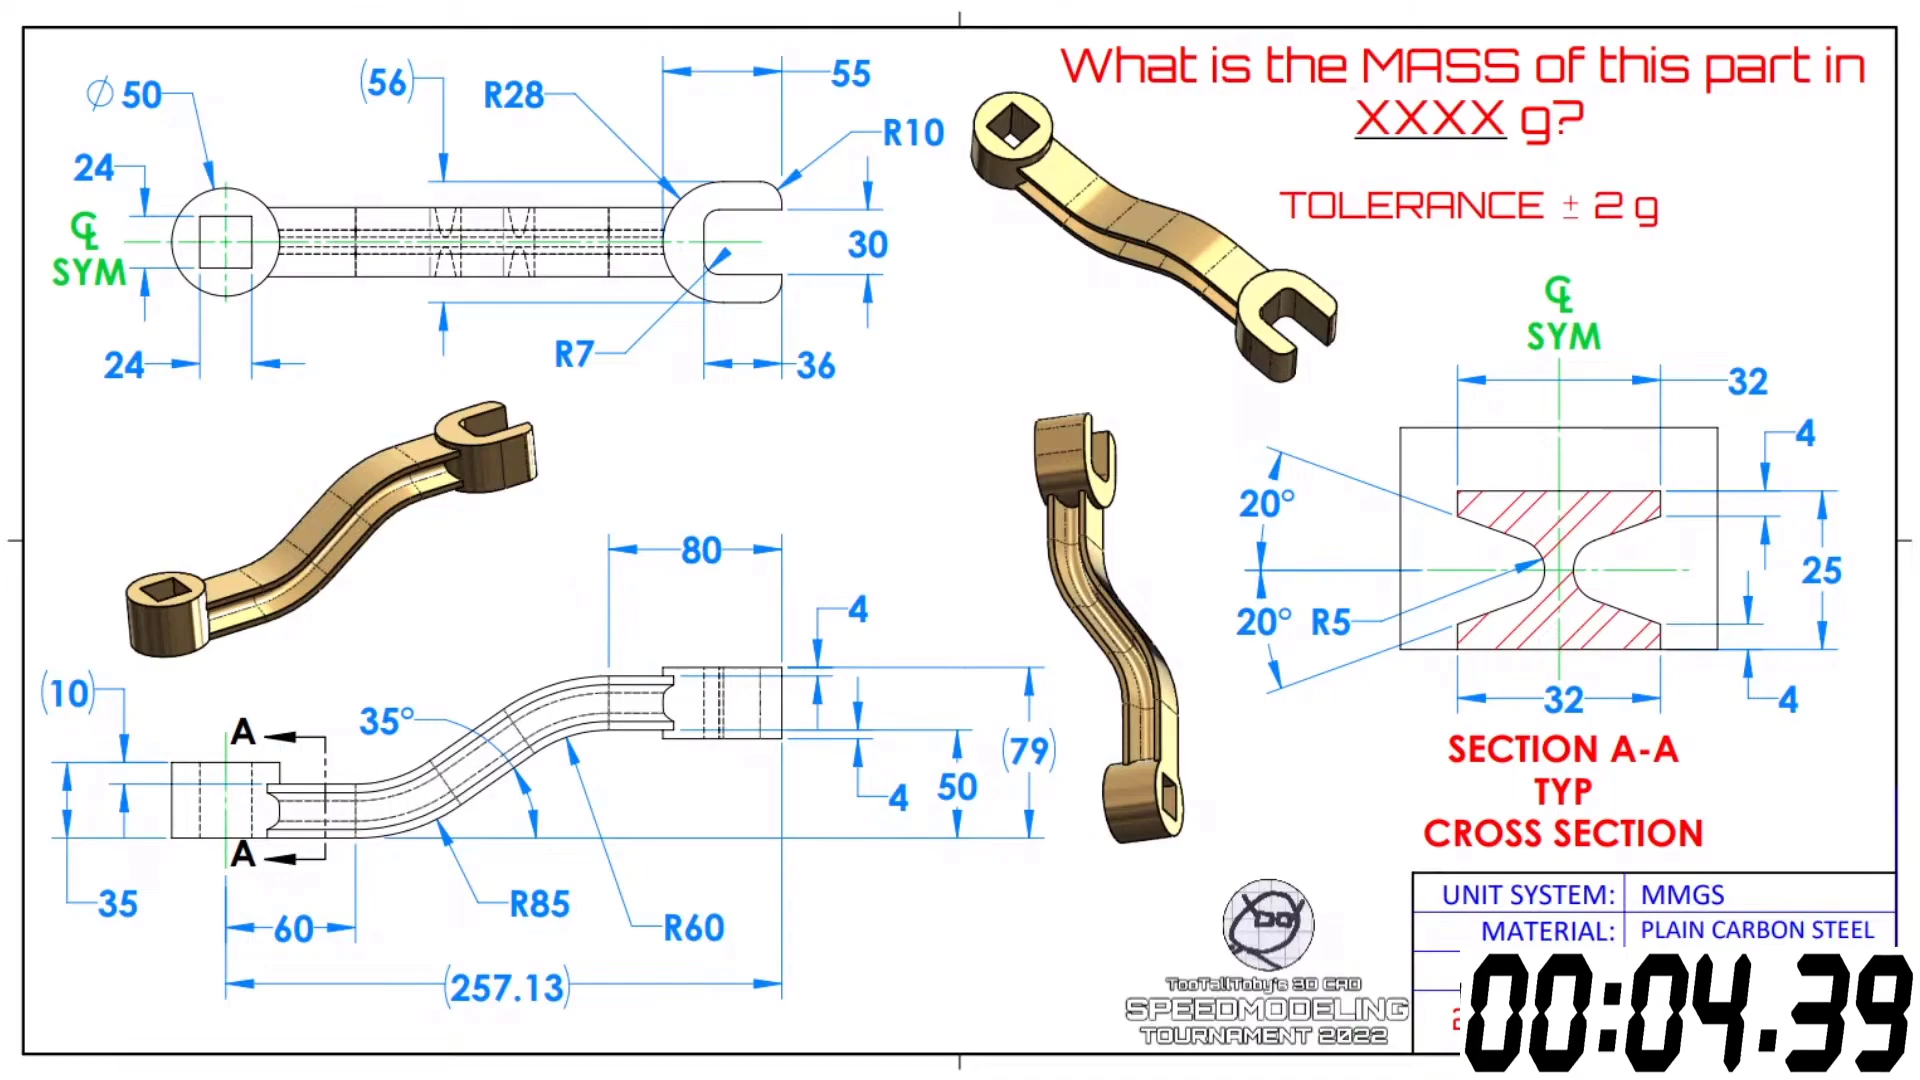 What is the MASS of this part in
XXXX g?
TOLERANCE ± 2 g
∅ 50
(56)
R28
55
R10
24
℄
SYM
30
24
R7
36
℄
SYM
32
4
20°
25
20°
R5
32
4
SECTION A-A
TYP
CROSS SECTION
80
4
(10)
A
35°
(79)
50
4
A
35
R85
60
R60
(257.13)
TooTallToby's 3D CAD
SPEEDMODELING
TOURNAMENT 2022
UNIT SYSTEM: MMGS
MATERIAL: PLAIN CARBON STEEL
00:04.39